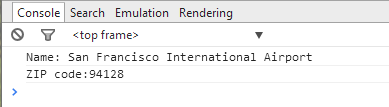 Console Search Emulation Rendering
<top frame>
Name: San Francisco International Airport
ZIP code:94128